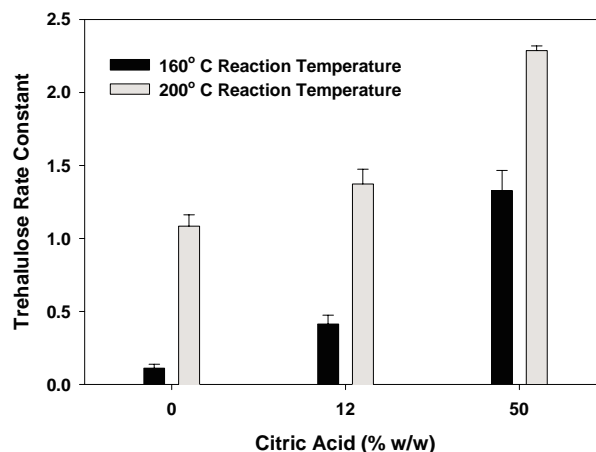 2.5
160° C Reaction Temperature
200° C Reaction Temperature
2.0
1.5
1.0
0.5
0.0
Trehalulose Rate Constant
0 12 50
Citric Acid (% w/w)